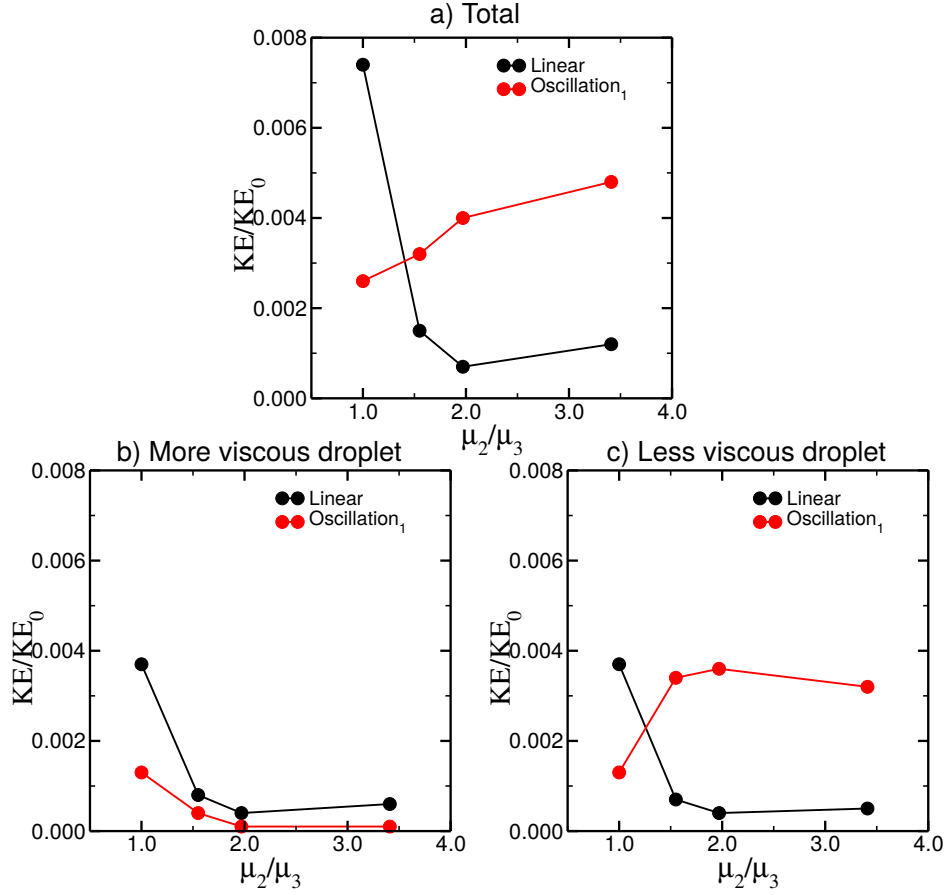 a) Total
0.008
0.006
0.004
0.002
0.000
KE/KE₀
Linear
Oscillation₁
1.0 2.0 3.0 4.0
μ₂/μ₃
b) More viscous droplet
0.008
0.006
0.004
0.002
0.000
KE/KE₀
Linear
Oscillation₁
1.0 2.0 3.0 4.0
μ₂/μ₃
c) Less viscous droplet
0.008
0.006
0.004
0.002
0.000
KE/KE₀
Linear
Oscillation₁
1.0 2.0 3.0 4.0
μ₂/μ₃